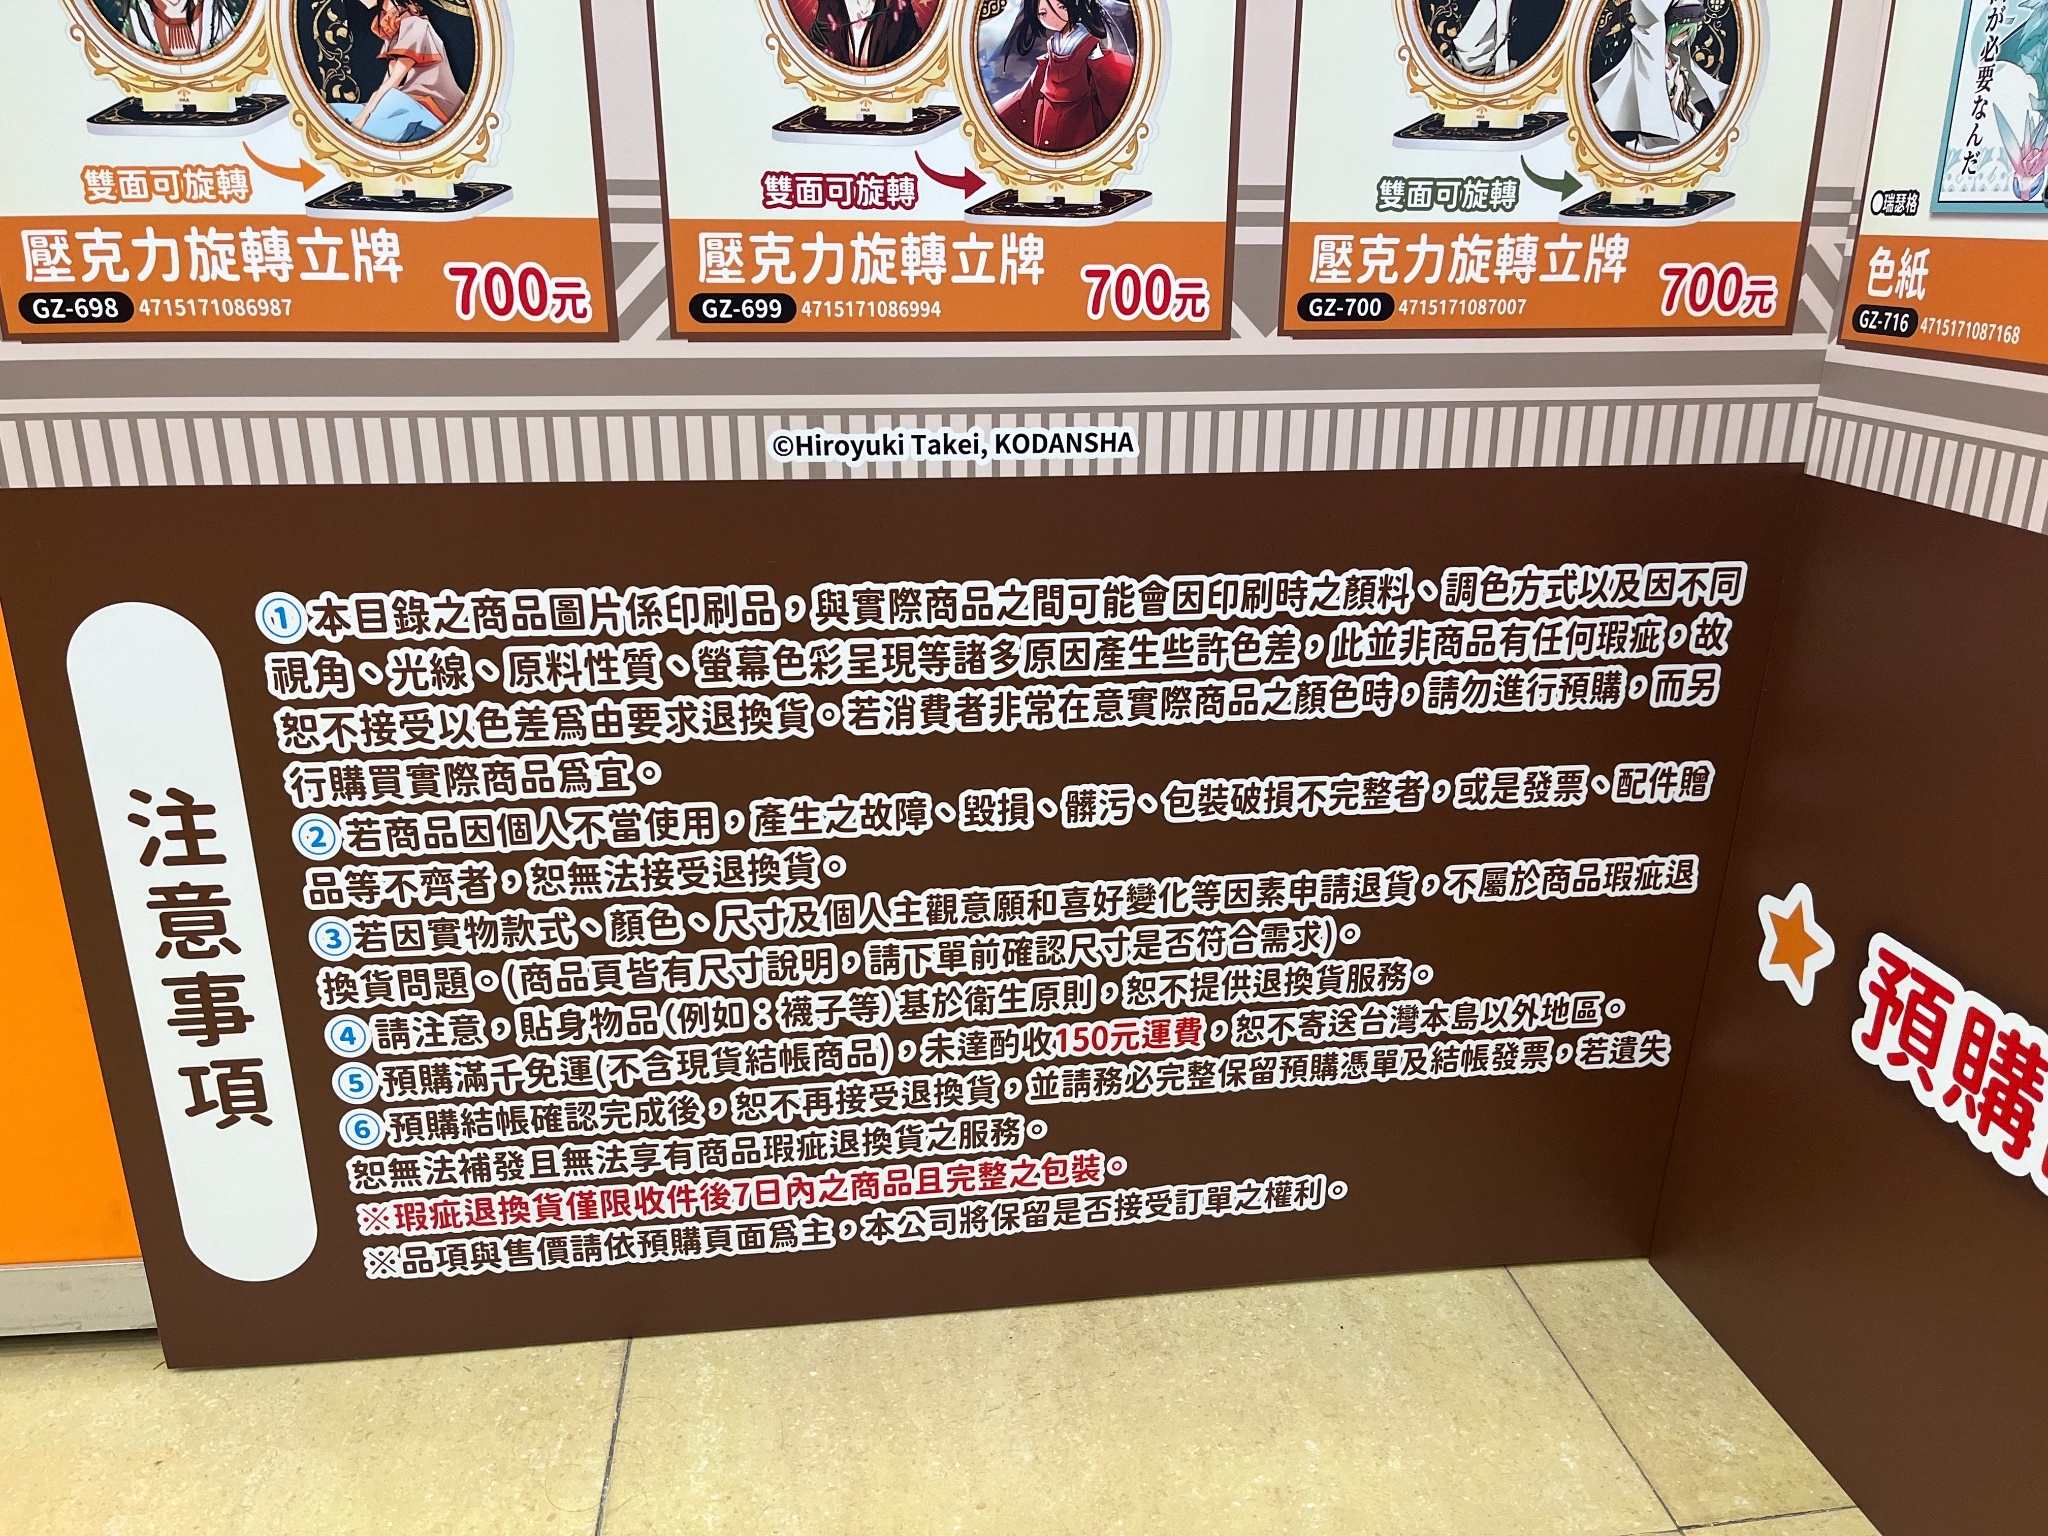 雙面可旋轉
壓克力旋轉立牌
700元
GZ-698 4715171086987
雙面可旋轉
壓克力旋轉立牌
700元
GZ-699 4715171086994
雙面可旋轉
壓克力旋轉立牌
700元
GZ-700 4715171087007
が必要なんだ
●瑞瑟格
色紙
GZ-716 4715171087168
©Hiroyuki Takei, KODANSHA
注意事項
①本目錄之商品圖片係印刷品,與實際商品之間可能會因印刷時之顏料、調色方式以及因不同
視角、光線、原料性質、螢幕色彩呈現等諸多原因產生些許色差,此並非商品有任何瑕疵,故
恕不接受以色差為由要求退換貨。若消費者非常在意實際商品之顏色時,請勿進行預購,而另
行購買實際商品為宜。
②若商品因個人不當使用,產生之故障、毀損、髒污、包裝破損不完整者,或是發票、配件贈
品等不齊者,恕無法接受退換貨。
③若因實物款式、顏色、尺寸及個人主觀意願和喜好變化等因素申請退貨,不屬於商品瑕疵退
換貨問題。(商品頁皆有尺寸說明,請下單前確認尺寸是否符合需求)。
④請注意,貼身物品(例如:襪子等)基於衛生原則,恕不提供退換貨服務。
⑤預購滿千免運(不含現貨結帳商品),未達酌收150元運費,恕不寄送台灣本島以外地區。
⑥預購結帳確認完成後,恕不再接受退換貨,並請務必完整保留預購憑單及結帳發票,若遺失
恕無法補發且無法享有商品瑕疵退換貨之服務。
※瑕疵退換貨僅限收件後7日內之商品且完整之包裝。
※品項與售價請依預購頁面為主,本公司將保留是否接受訂單之權利。
預購